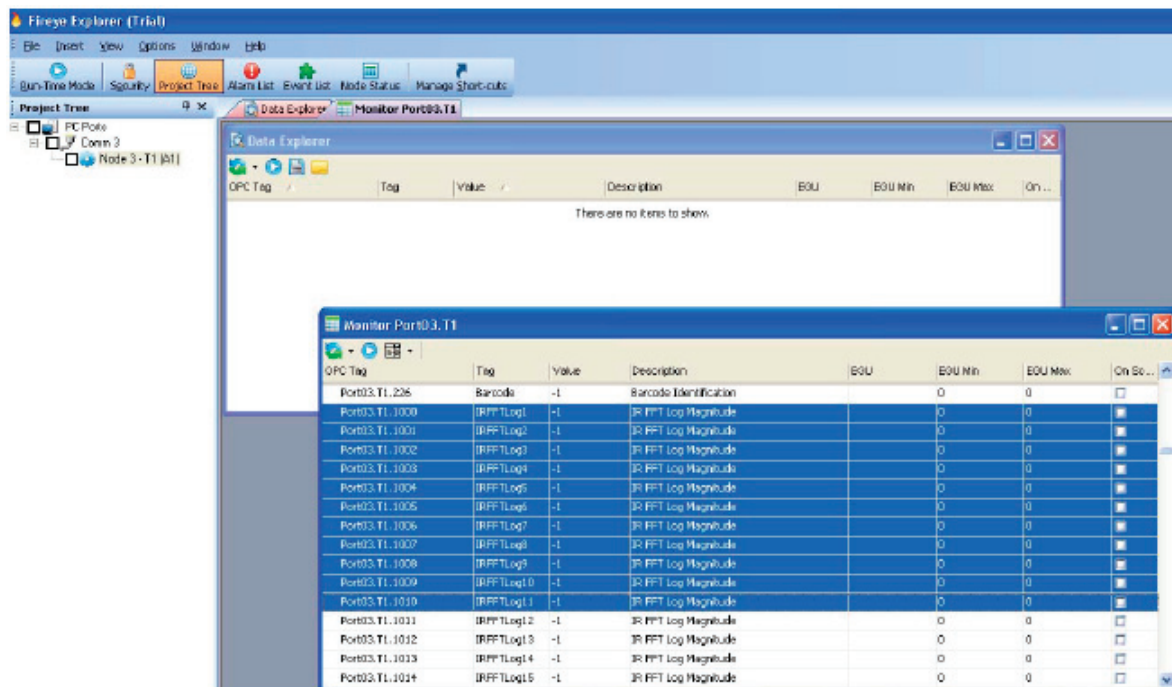 Fireye Explorer (Trial)
File Insert View Options Window Help
Run-Time Mode Security Project Tree Alarm List Event List Node Status Manage Short-cuts
Project Tree
Data Explorer Monitor Port03.T1
PC Ports
Comm 3
Node 3 - T1 |A1|
Data Explorer
OPC Tag Tag Value Description EGU EGU Min EGU Max On ...
There are no items to show.
Monitor Port03.T1
OPC Tag Tag Value Description EGU EGU Min EGU Max On Sc...
Port03.T1.226 Barcode -1 Barcode Identification 0 0
Port03.T1.1000 IRFFTLog1 -1 IR FFT Log Magnitude 0 0
Port03.T1.1001 IRFFTLog2 -1 IR FFT Log Magnitude 0 0
Port03.T1.1002 IRFFTLog3 -1 IR FFT Log Magnitude 0 0
Port03.T1.1003 IRFFTLog4 -1 IR FFT Log Magnitude 0 0
Port03.T1.1004 IRFFTLog5 -1 IR FFT Log Magnitude 0 0
Port03.T1.1005 IRFFTLog6 -1 IR FFT Log Magnitude 0 0
Port03.T1.1006 IRFFTLog7 -1 IR FFT Log Magnitude 0 0
Port03.T1.1007 IRFFTLog8 -1 IR FFT Log Magnitude 0 0
Port03.T1.1008 IRFFTLog9 -1 IR FFT Log Magnitude 0 0
Port03.T1.1009 IRFFTLog10 -1 IR FFT Log Magnitude 0 0
Port03.T1.1010 IRFFTLog11 -1 IR FFT Log Magnitude 0 0
Port03.T1.1011 IRFFTLog12 -1 IR FFT Log Magnitude 0 0
Port03.T1.1012 IRFFTLog13 -1 IR FFT Log Magnitude 0 0
Port03.T1.1013 IRFFTLog14 -1 IR FFT Log Magnitude 0 0
Port03.T1.1014 IRFFTLog15 -1 IR FFT Log Magnitude 0 0